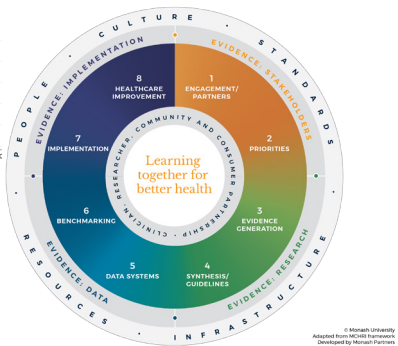 CULTURE
STANDARDS
INFRASTRUCTURE
RESOURCES
PEOPLE
EVIDENCE: STAKEHOLDERS
EVIDENCE: RESEARCH
EVIDENCE: DATA
EVIDENCE: IMPLEMENTATION
1
ENGAGEMENT/
PARTNERS
2
PRIORITIES
3
EVIDENCE
GENERATION
4
SYNTHESIS/
GUIDELINES
5
DATA SYSTEMS
6
BENCHMARKING
7
IMPLEMENTATION
8
HEALTHCARE
IMPROVEMENT
CLINICIAN, RESEARCHER, COMMUNITY AND CONSUMER PARTNERSHIP
Learning
together for
better health
© Monash University
Adapted from MCHRI framework
Developed by Monash Partners